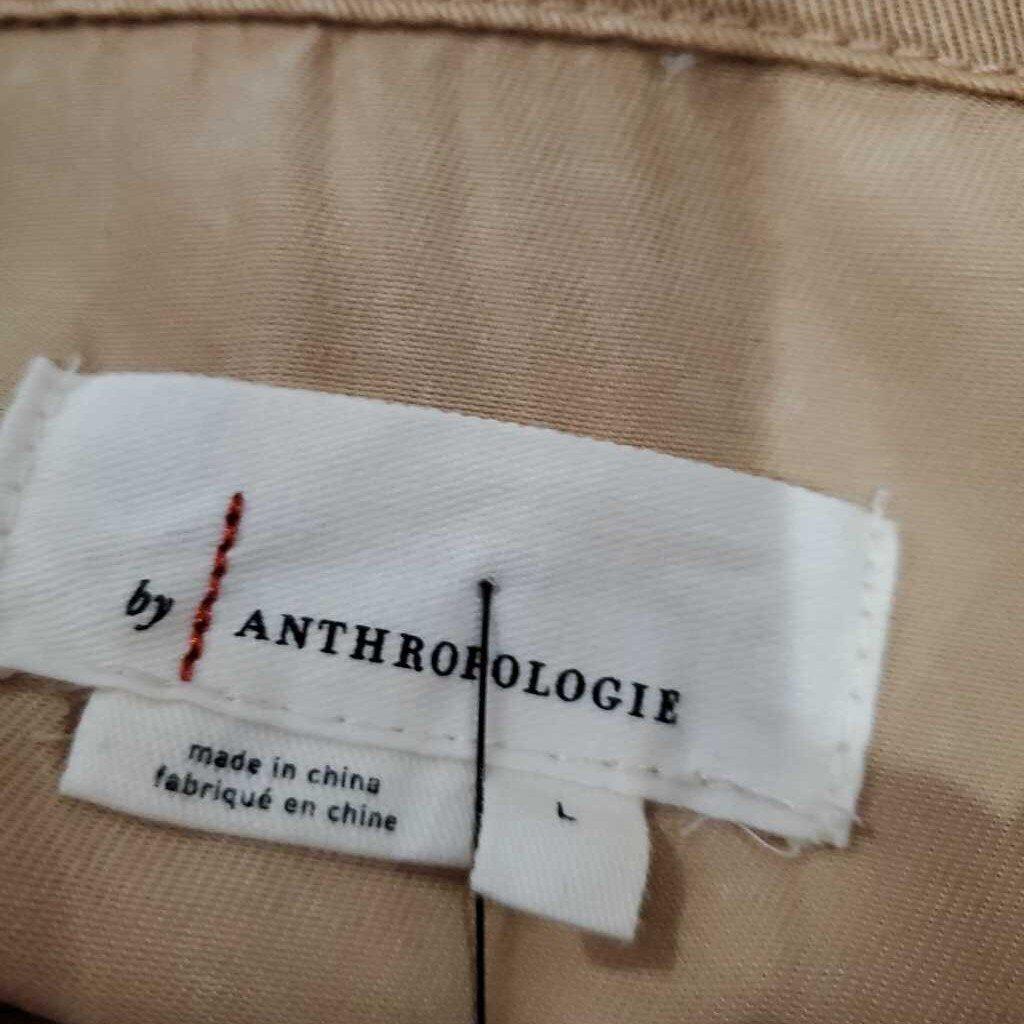 by ANTHROPOLOGIE
made in china
fabriqué en chine
L